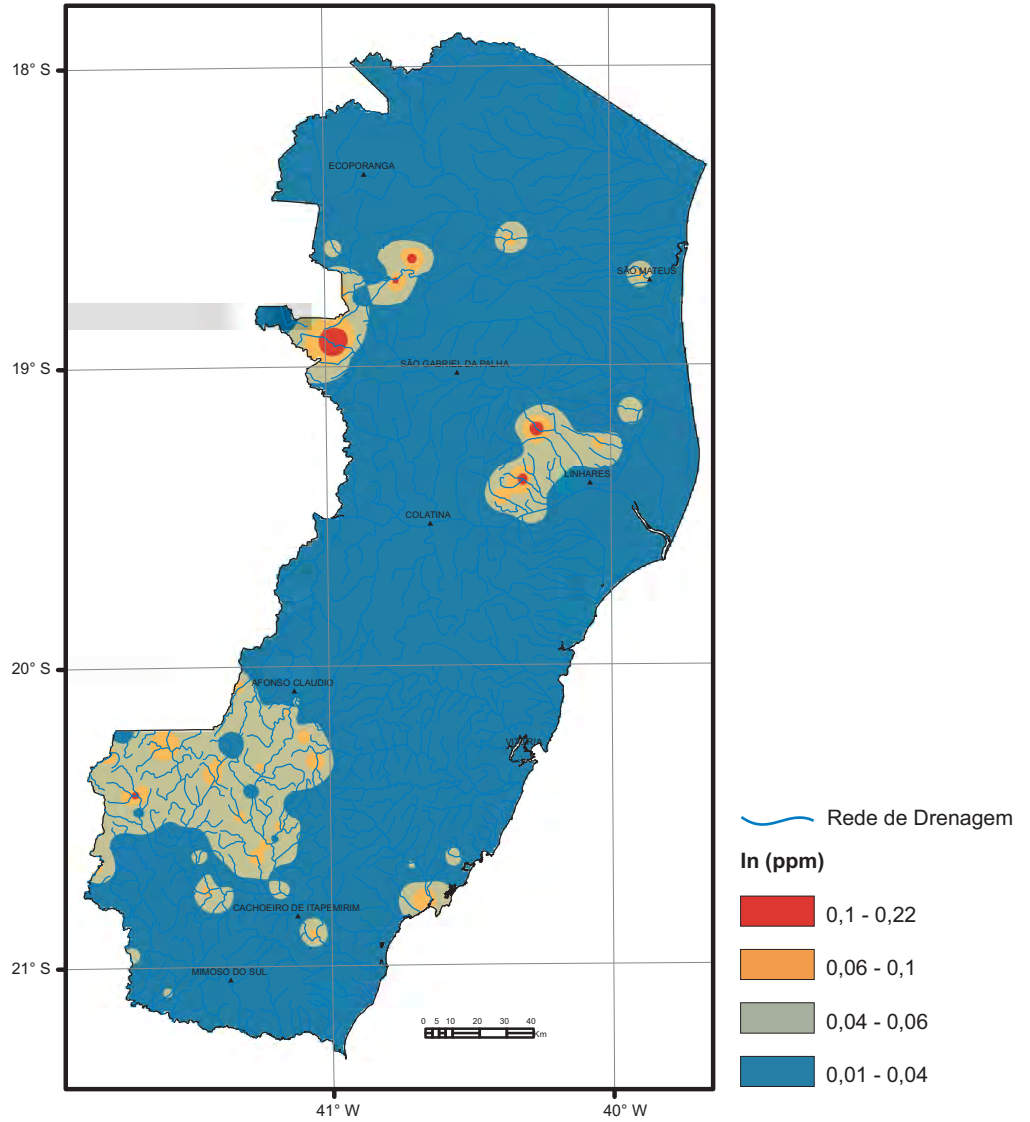 18° S
ECOPORANGA
SÃO MATEUS
19° S
SÃO GABRIEL DA PALHA
LINHARES
COLATINA
20° S
AFONSO CLAUDIO
VITÓRIA
CACHOEIRO DE ITAPEMIRIM
21° S
MIMOSO DO SUL
0 5 10 20 30 40
Km
41° W 40° W
Rede de Drenagem
In (ppm)
0,1 - 0,22
0,06 - 0,1
0,04 - 0,06
0,01 - 0,04